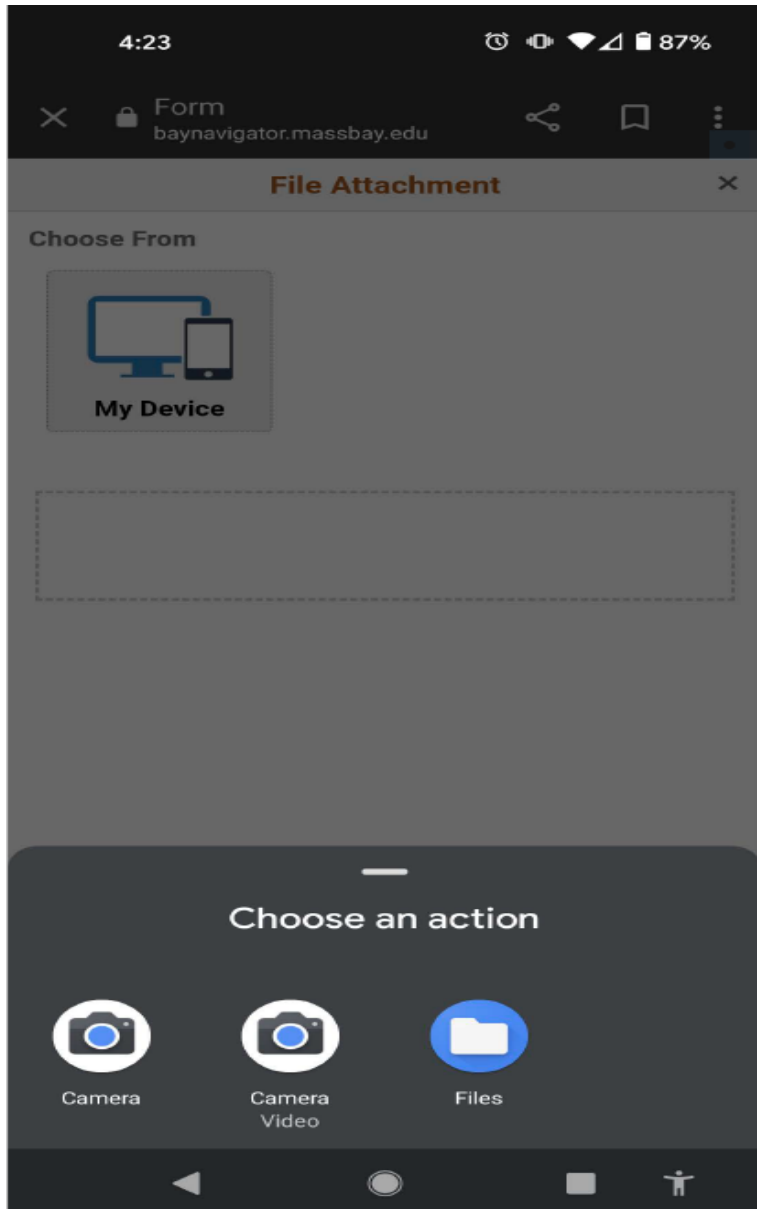 4:23
87%
Form
baynavigator.massbay.edu
File Attachment
Choose From
My Device
Choose an action
Camera
Camera
Files
Video